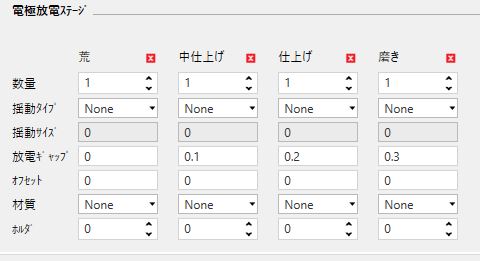 電極放電ｽﾃｰｼﾞ
荒 中仕上げ 仕上げ 磨き
数量 1 1 1 1
揺動ﾀｲﾌﾟ None None None None
揺動ｻｲｽﾞ 0 0 0 0
放電ｷﾞｬｯﾌﾟ 0 0.1 0.2 0.3
ｵﾌｾｯﾄ 0 0 0 0
材質 None None None None
ﾎﾙﾀﾞ 0 0 0 0